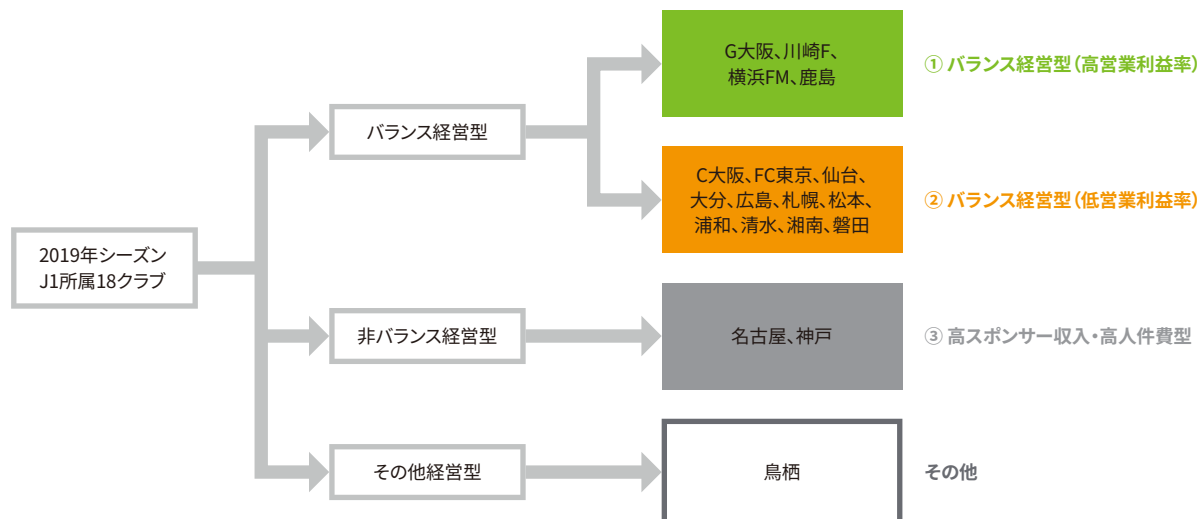 2019年シーズン
J1所属18クラブ
バランス経営型
G大阪、川崎F、
横浜FM、鹿島
① バランス経営型（高営業利益率）
C大阪、FC東京、仙台、
大分、広島、札幌、松本、
浦和、清水、湘南、磐田
② バランス経営型（低営業利益率）
非バランス経営型
名古屋、神戸
③ 高スポンサー収入・高人件費型
その他経営型
鳥栖
その他